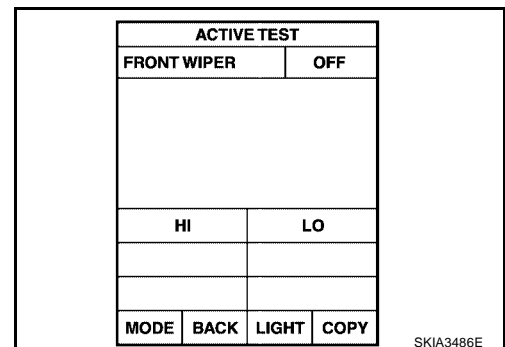 ACTIVE TEST
FRONT WIPER OFF
HI LO
MODE BACK LIGHT COPY
SKIA3486E